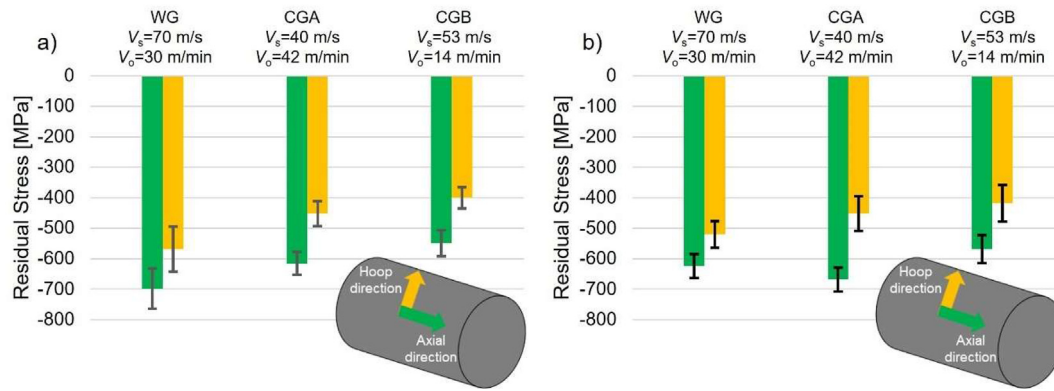 a)
WG
Vs=70 m/s
Vo=30 m/min
CGA
Vs=40 m/s
Vo=42 m/min
CGB
Vs=53 m/s
Vo=14 m/min
Residual Stress [MPa]
0
-100
-200
-300
-400
-500
-600
-700
-800
Hoop
direction
Axial
direction
b)
WG
Vs=70 m/s
Vo=30 m/min
CGA
Vs=40 m/s
Vo=42 m/min
CGB
Vs=53 m/s
Vo=14 m/min
Residual Stress [MPa]
0
-100
-200
-300
-400
-500
-600
-700
-800
Hoop
direction
Axial
direction